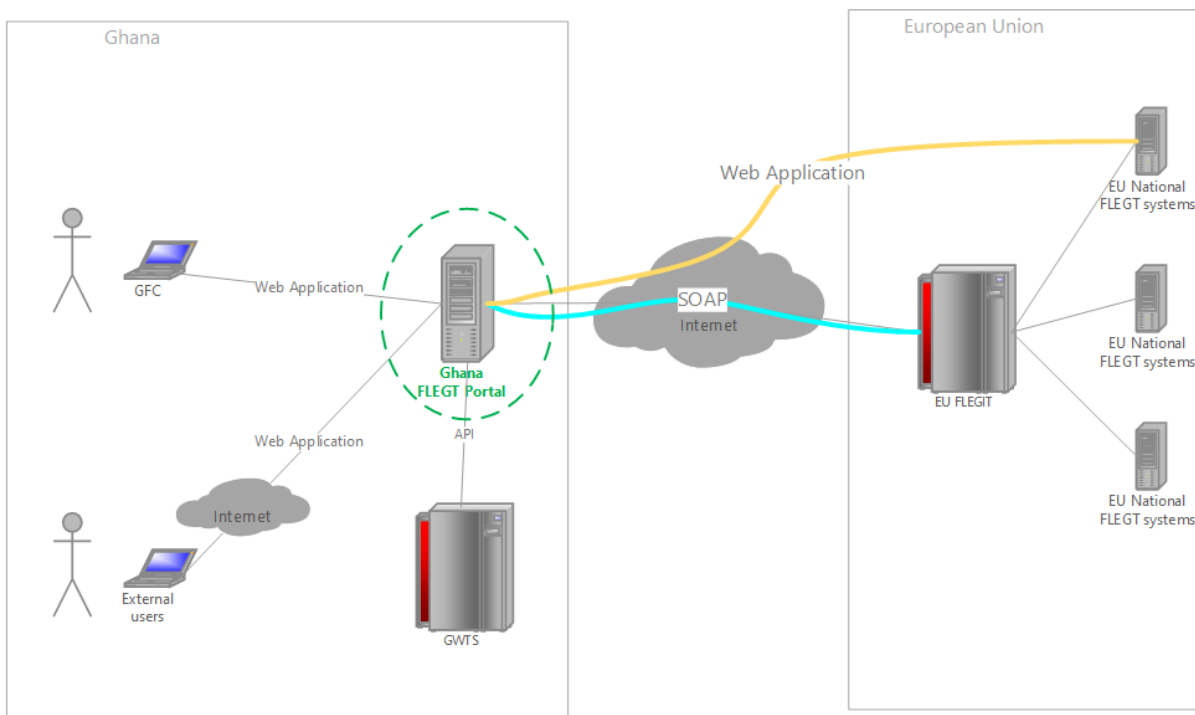 Ghana
European Union
Web Application
EU National
FLEGT systems
GFC
Web Application
SOAP
Internet
EU National
FLEGT systems
Ghana
FLEGT Portal
EU FLEGIT
API
Web Application
EU National
FLEGT systems
Internet
External
users
GWTS